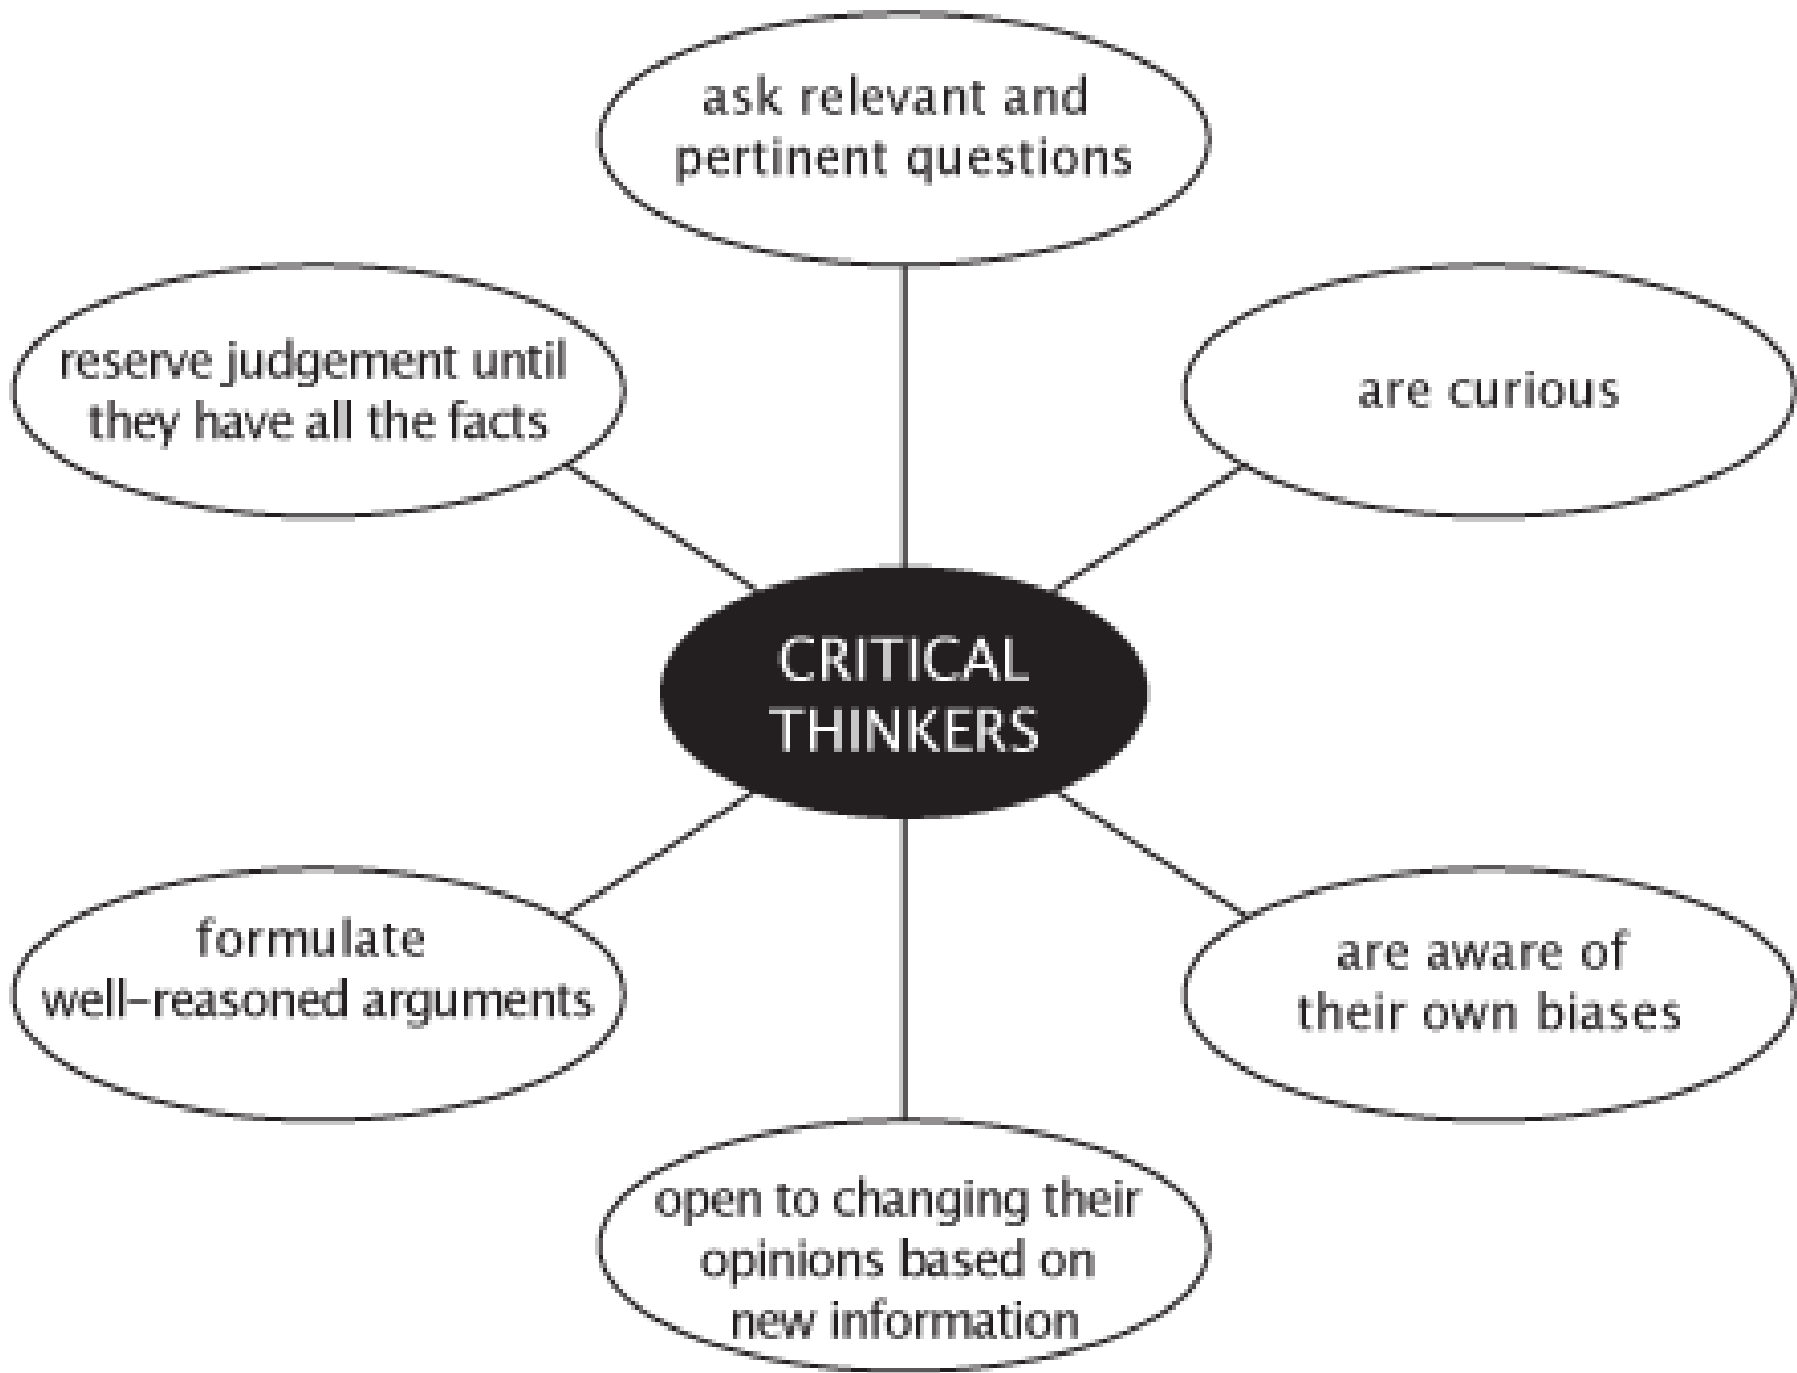 ask relevant and
pertinent questions
reserve judgement until
they have all the facts
are curious
CRITICAL
THINKERS
formulate
well-reasoned arguments
are aware of
their own biases
open to changing their
opinions based on
new information